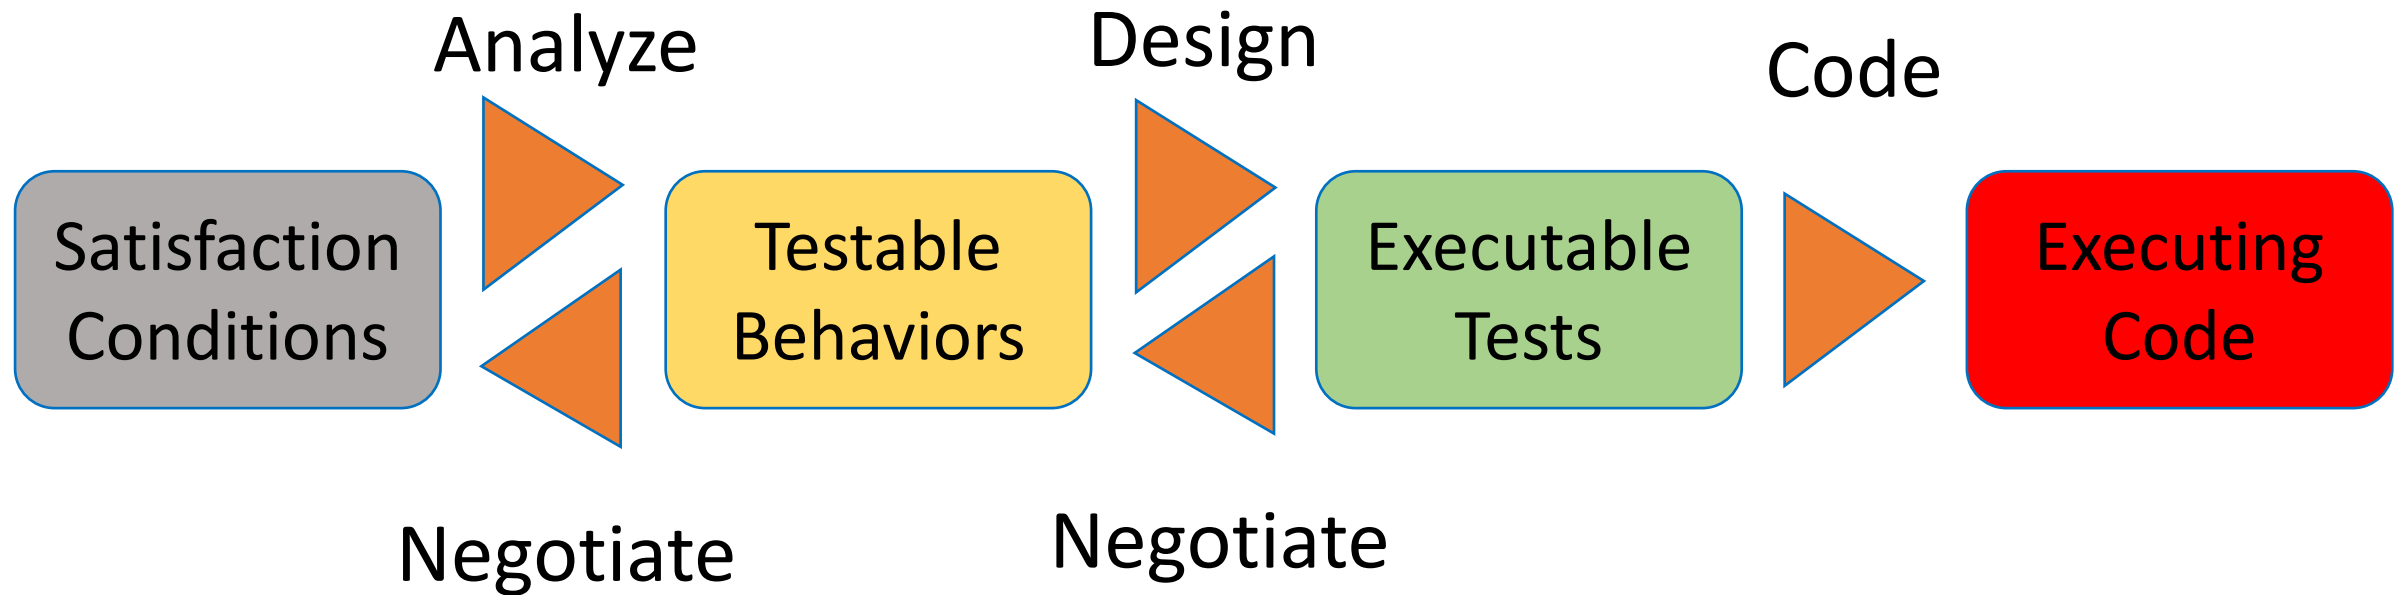 Analyze
Design
Code
Satisfaction
Conditions
Testable
Behaviors
Executable
Tests
Executing
Code
Negotiate
Negotiate